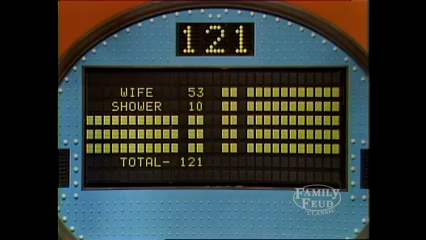 121
WIFE 53
SHOWER 10
TOTAL- 121
FAMILY
FEUD
CLASSIC